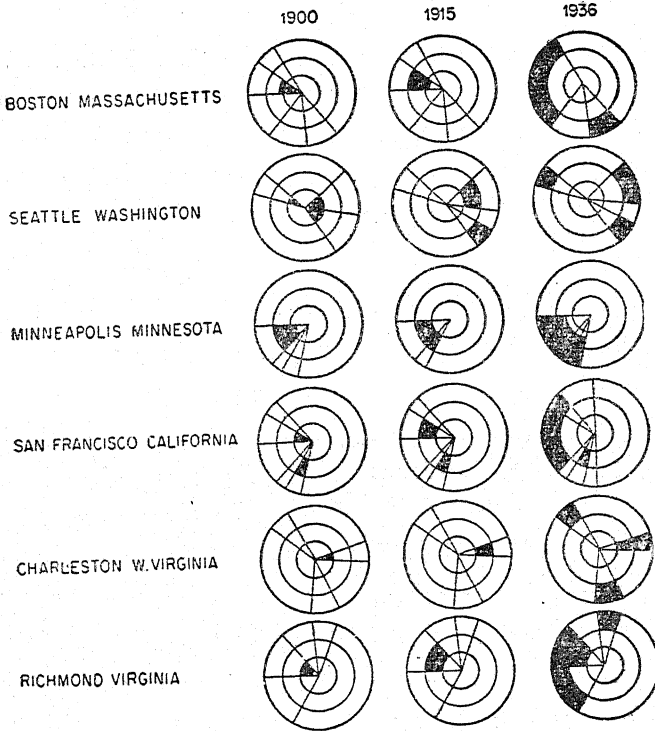 1900 1915 1936
BOSTON MASSACHUSETTS
SEATTLE WASHINGTON
MINNEAPOLIS MINNESOTA
SAN FRANCISCO CALIFORNIA
CHARLESTON W.VIRGINIA
RICHMOND VIRGINIA